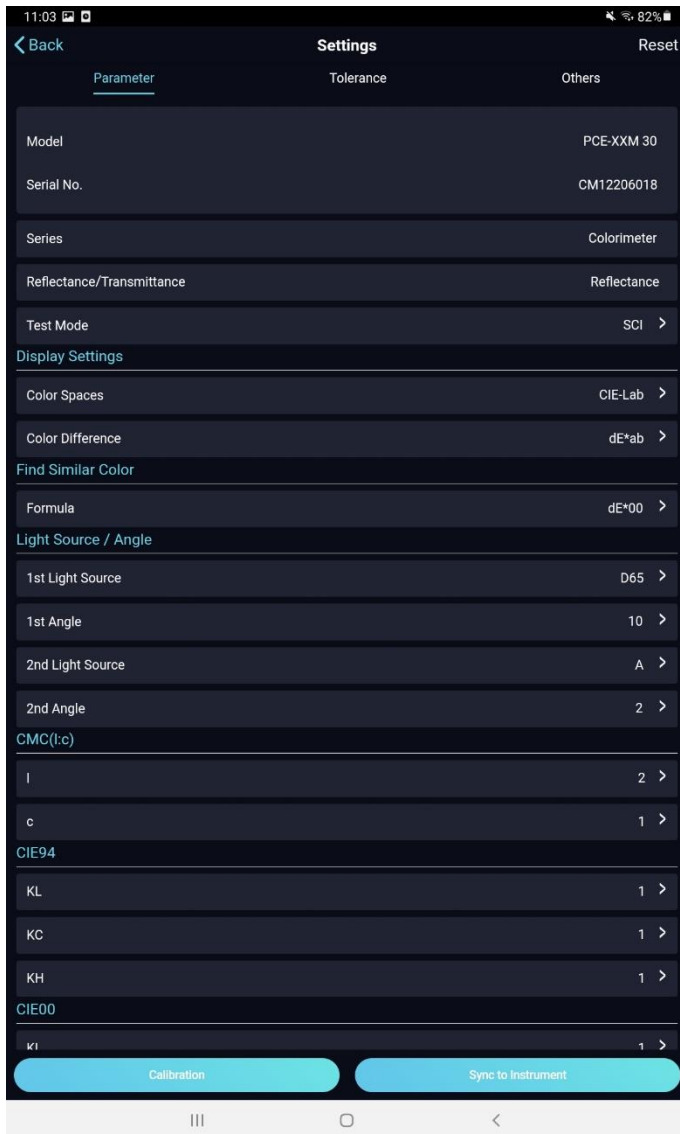 11:03 82%
Back Settings Reset
Parameter Tolerance Others
Model PCE-XXM 30
Serial No. CM12206018
Series Colorimeter
Reflectance/Transmittance Reflectance
Test Mode SCI
Display Settings
Color Spaces CIE-Lab
Color Difference dE*ab
Find Similar Color
Formula dE*00
Light Source / Angle
1st Light Source D65
1st Angle 10
2nd Light Source A
2nd Angle 2
CMC(l:c)
l 2
c 1
CIE94
KL 1
KC 1
KH 1
CIE00
KL 1
Calibration Sync to Instrument